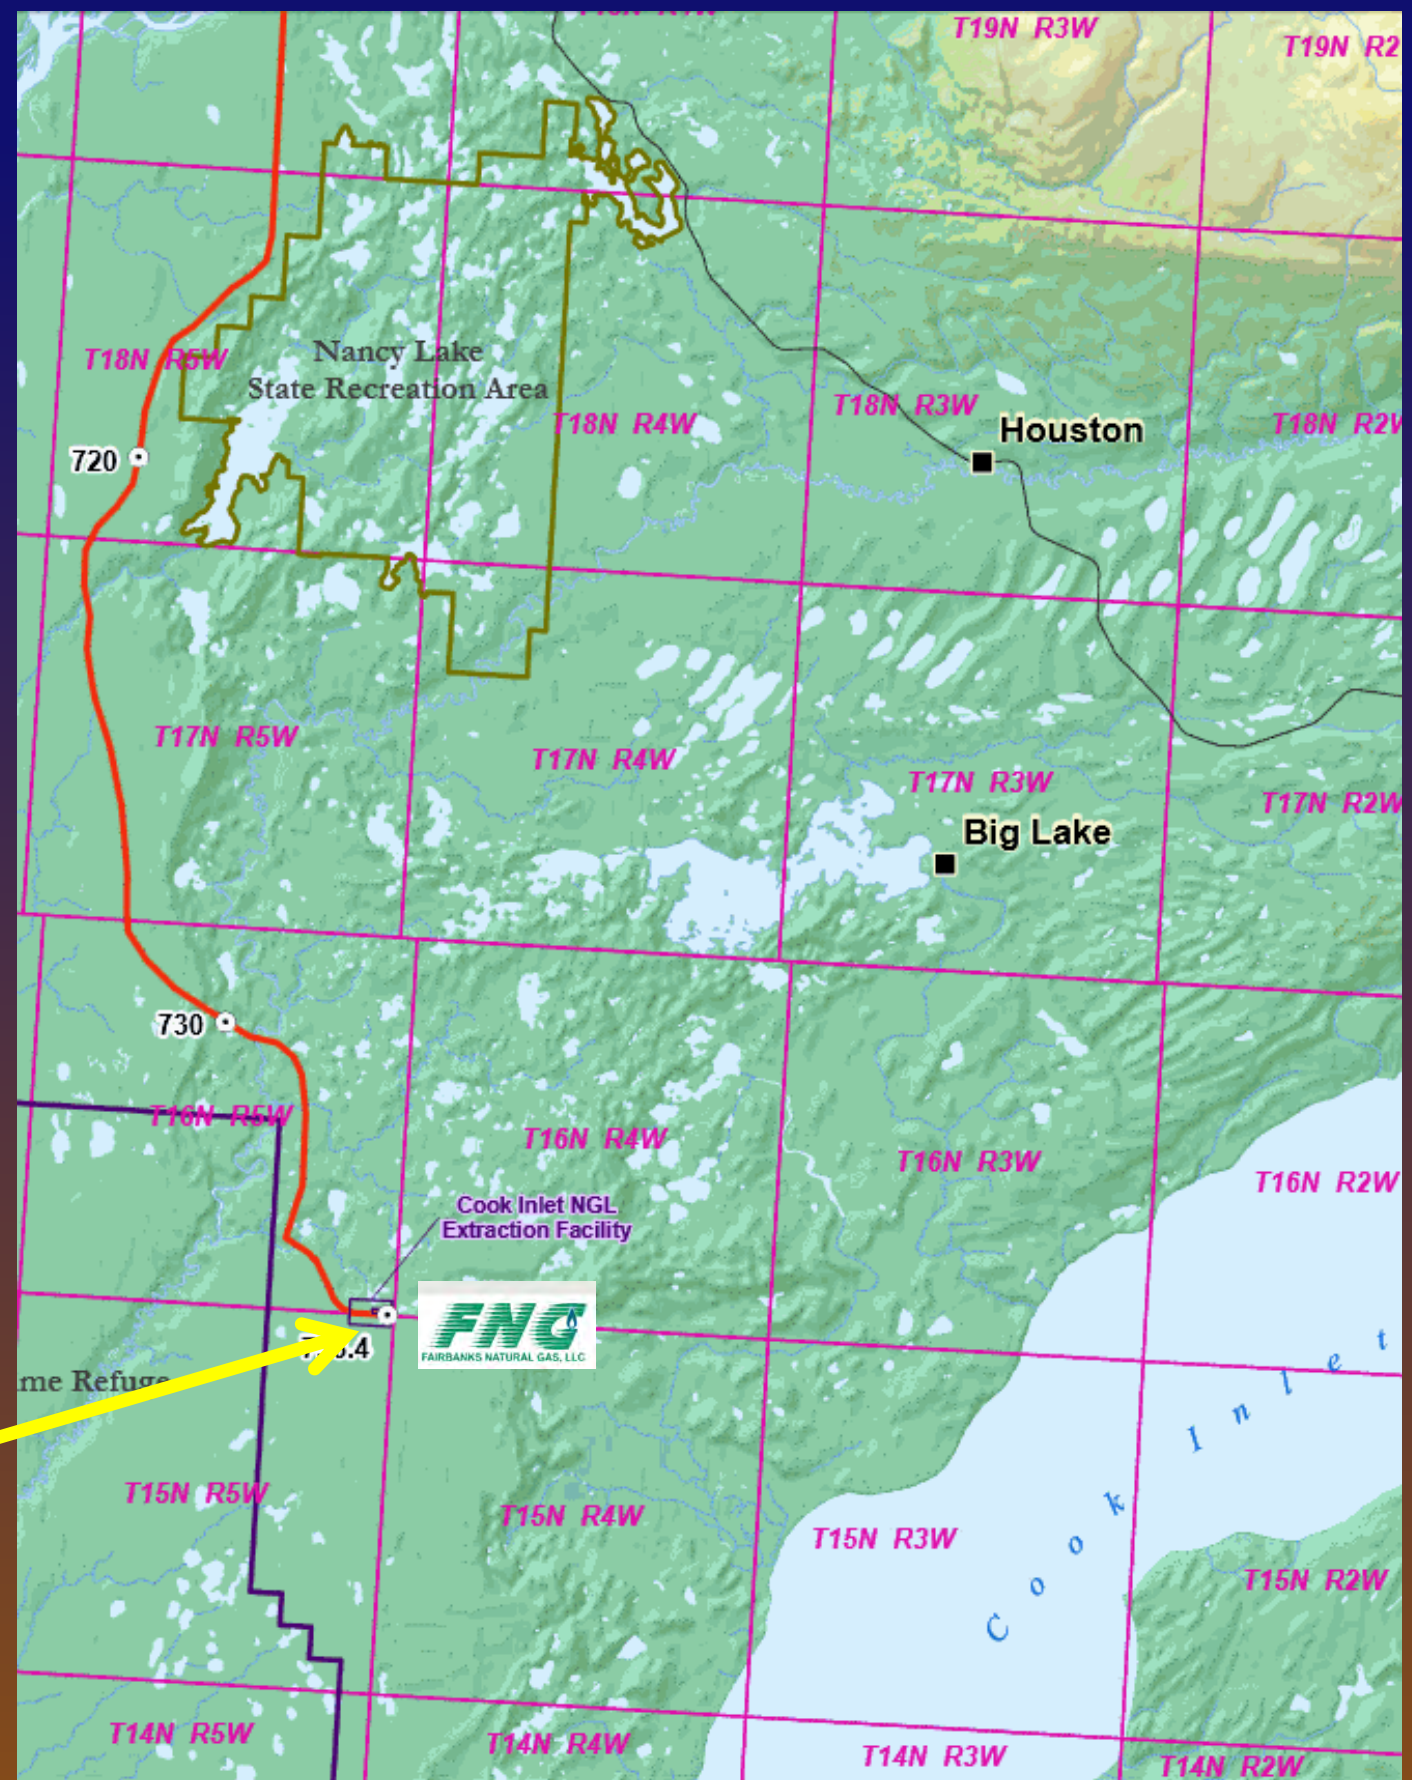 T19N R3W
T19N R2
Nancy Lake
State Recreation Area
T18N R5W
T18N R4W
T18N R3W
T18N R2W
Houston
720
T17N R5W
T17N R4W
T17N R3W
T17N R2W
Big Lake
730
T16N R5W
T16N R4W
T16N R3W
T16N R2W
Cook Inlet NGL
Extraction Facility
FNG
FAIRBANKS NATURAL GAS, LLC
me Refuge
Cook Inlet
T15N R5W
T15N R4W
T15N R3W
T15N R2W
T14N R5W
T14N R4W
T14N R3W
T14N R2W